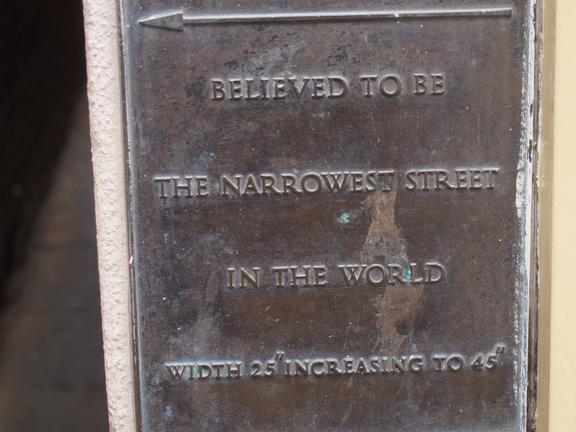 BELIEVED TO BE
THE NARROWEST STREET
IN THE WORLD
WIDTH 25" INCREASING TO 45"